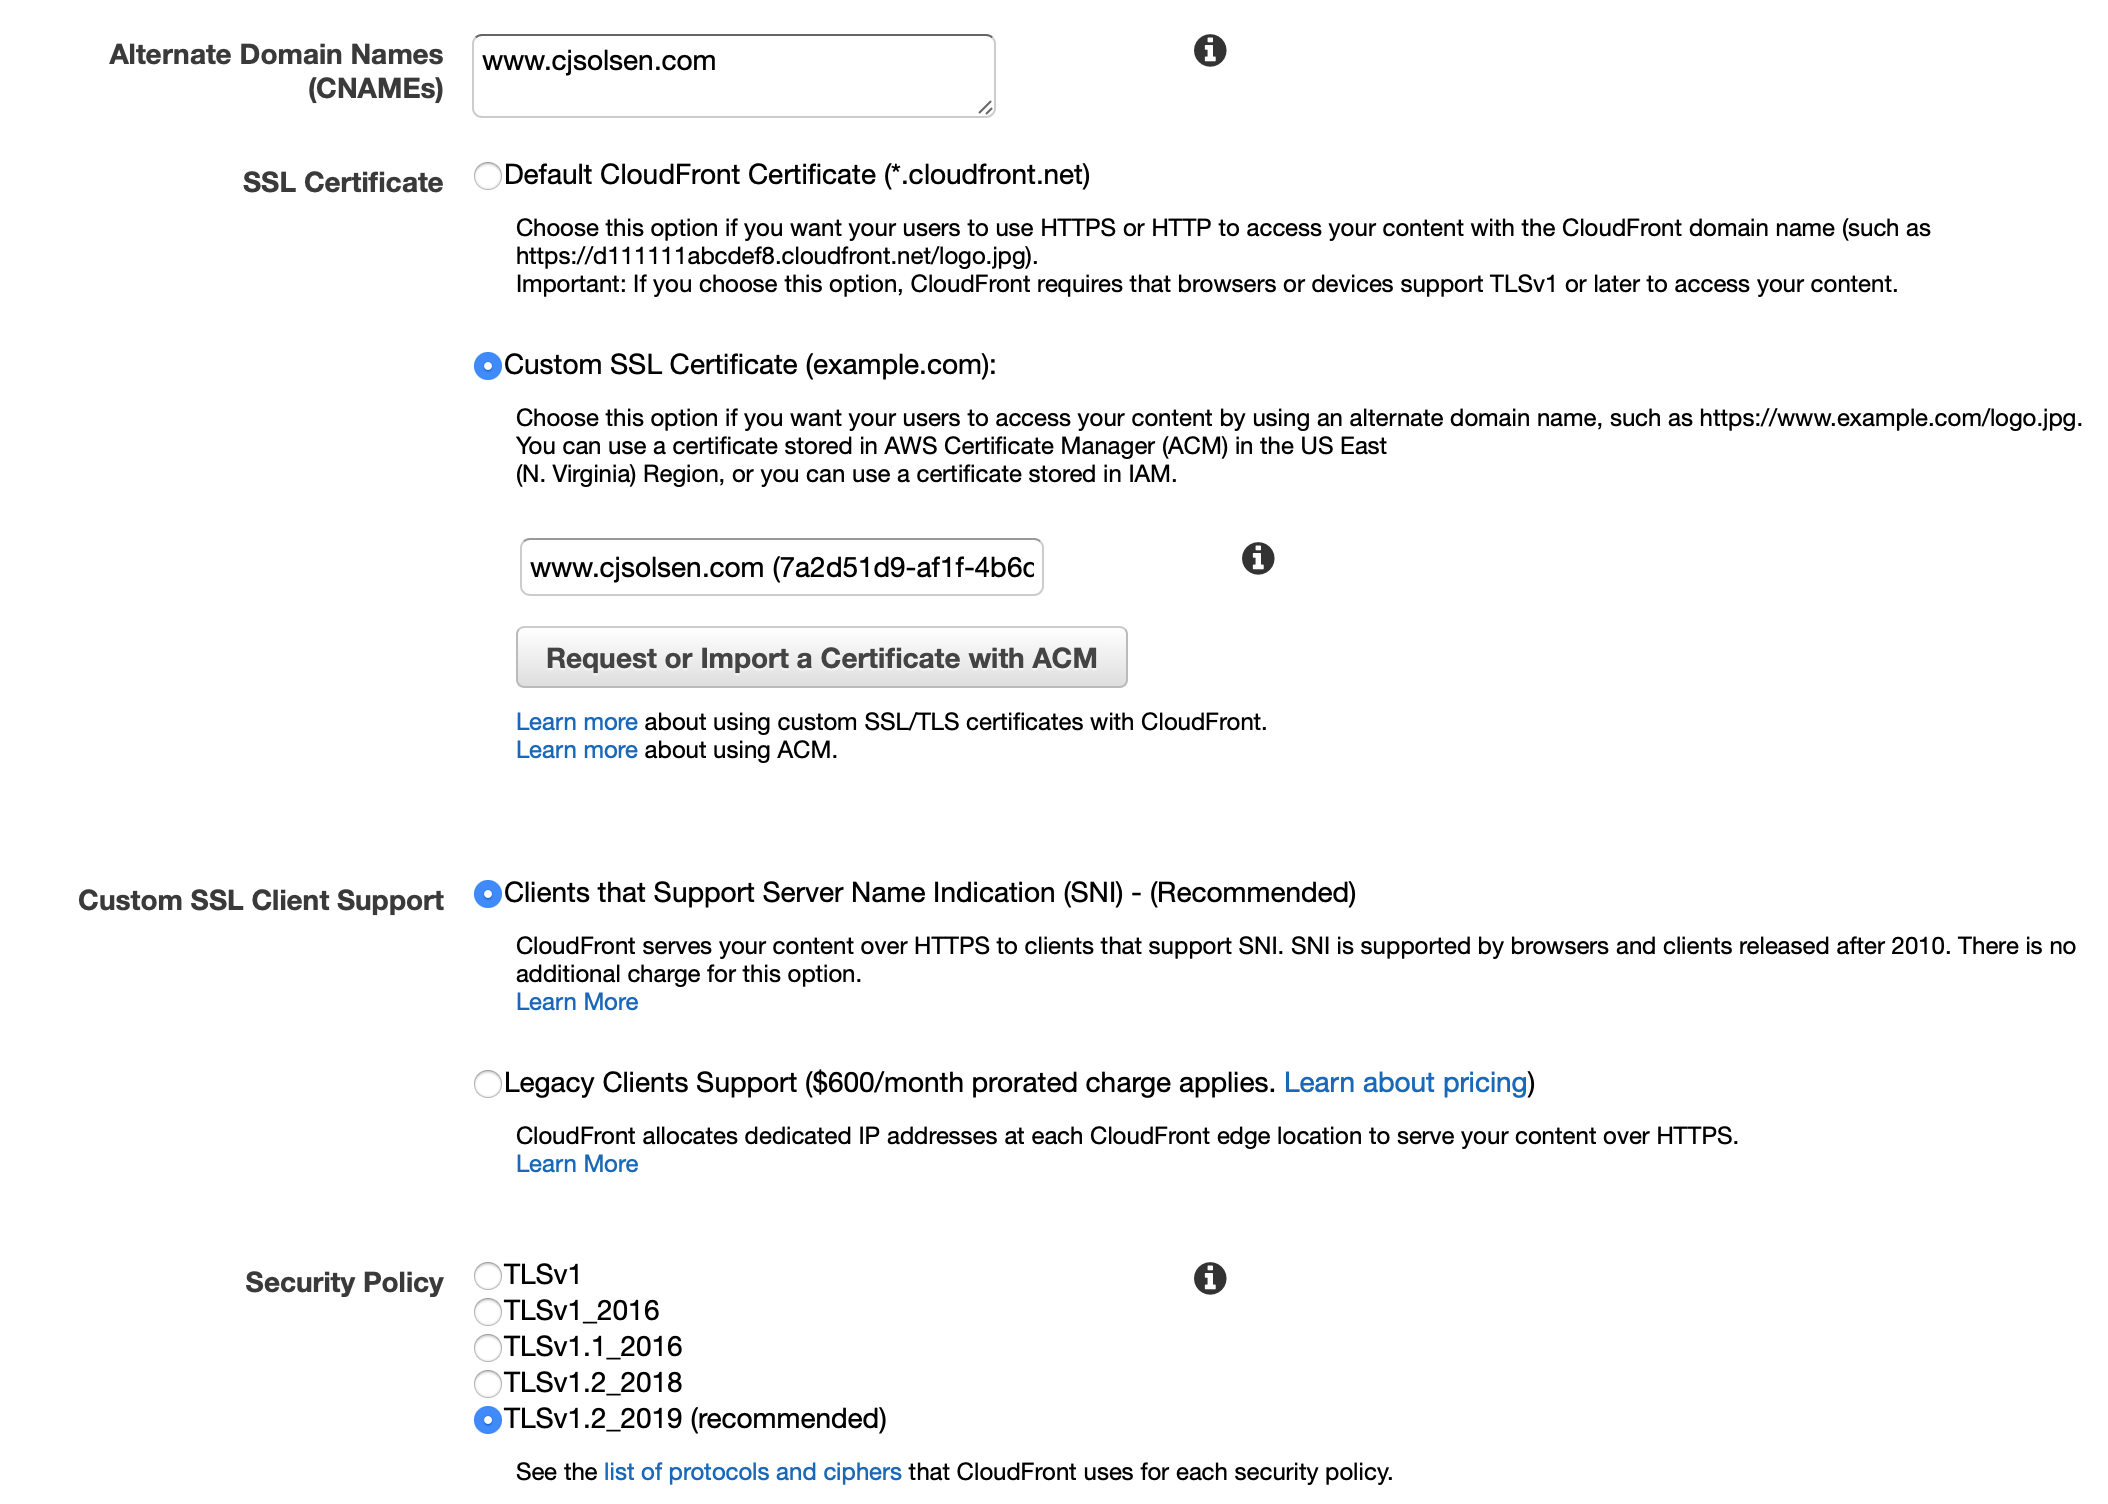 Alternate Domain Names
(CNAMEs)
www.cjsolsen.com
SSL Certificate
Default CloudFront Certificate (*.cloudfront.net)
Choose this option if you want your users to use HTTPS or HTTP to access your content with the CloudFront domain name (such as
https://d111111abcdef8.cloudfront.net/logo.jpg).
Important: If you choose this option, CloudFront requires that browsers or devices support TLSv1 or later to access your content.
Custom SSL Certificate (example.com):
Choose this option if you want your users to access your content by using an alternate domain name, such as https://www.example.com/logo.jpg.
You can use a certificate stored in AWS Certificate Manager (ACM) in the US East
(N. Virginia) Region, or you can use a certificate stored in IAM.
www.cjsolsen.com (7a2d51d9-af1f-4b6c
Request or Import a Certificate with ACM
Learn more about using custom SSL/TLS certificates with CloudFront.
Learn more about using ACM.
Custom SSL Client Support
Clients that Support Server Name Indication (SNI) - (Recommended)
CloudFront serves your content over HTTPS to clients that support SNI. SNI is supported by browsers and clients released after 2010. There is no
additional charge for this option.
Learn More
Legacy Clients Support ($600/month prorated charge applies. Learn about pricing)
CloudFront allocates dedicated IP addresses at each CloudFront edge location to serve your content over HTTPS.
Learn More
Security Policy
TLSv1
TLSv1_2016
TLSv1.1_2016
TLSv1.2_2018
TLSv1.2_2019 (recommended)
See the list of protocols and ciphers that CloudFront uses for each security policy.